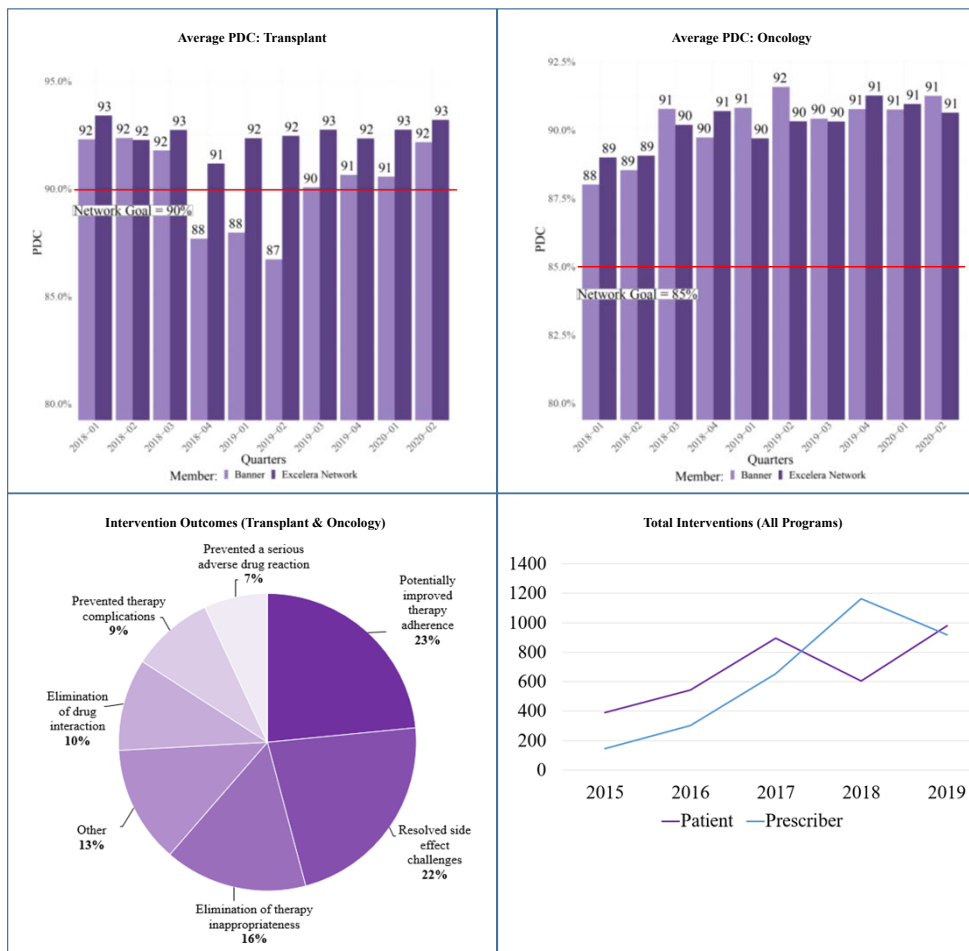 Average PDC: Transplant
95.0%
90.0%
85.0%
80.0%
PDC
92
93
92
92
92
93
88
91
88
92
87
92
90
93
91
92
91
93
92
93
Network Goal = 90%
2018-01
2018-02
2018-03
2018-04
2019-01
2019-02
2019-03
2019-04
2020-01
2020-02
Quarters
Member: Banner Excelera Network
Average PDC: Oncology
92.5%
90.0%
87.5%
85.0%
82.5%
80.0%
PDC
88
89
89
89
91
90
90
91
91
90
92
90
90
90
91
91
91
91
91
91
Network Goal = 85%
2018-01
2018-02
2018-03
2018-04
2019-01
2019-02
2019-03
2019-04
2020-01
2020-02
Quarters
Member: Banner Excelera Network
Intervention Outcomes (Transplant & Oncology)
Prevented a serious
adverse drug reaction
7%
Potentially
improved
therapy
adherence
23%
Prevented therapy
complications
9%
Elimination
of drug
interaction
10%
Other
13%
Resolved side
effect
challenges
22%
Elimination of therapy
inappropriateness
16%
Total Interventions (All Programs)
1400
1200
1000
800
600
400
200
0
2015 2016 2017 2018 2019
Patient Prescriber